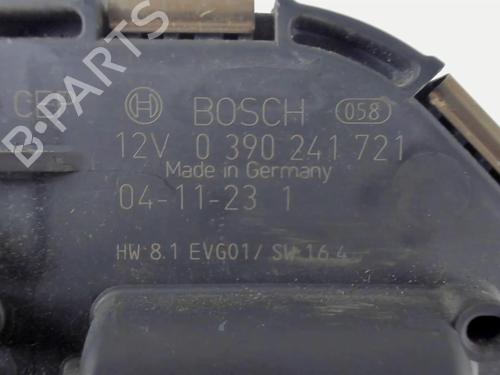 CEP BOSCH 058
12V 0 390 241 721
Made in Germany
04-11-23 1
HW 8.1 EVG01/ SW 16.4
B-PARTS